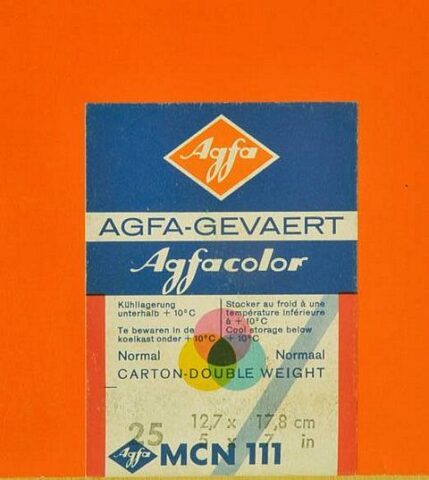 Agfa
AGFA-GEVAERT
Agfacolor
Kühllagerung
unterhalb + 10°C
Te bewaren in de
koelkast onder + 10°C
Stocker au froid à une
température inférieure
à + 10°C
Cool storage below
+ 10°C
Normal Normaal
CARTON-DOUBLE WEIGHT
25 12,7 x 17,8 cm
5 x 7 in
Agfa MCN 111